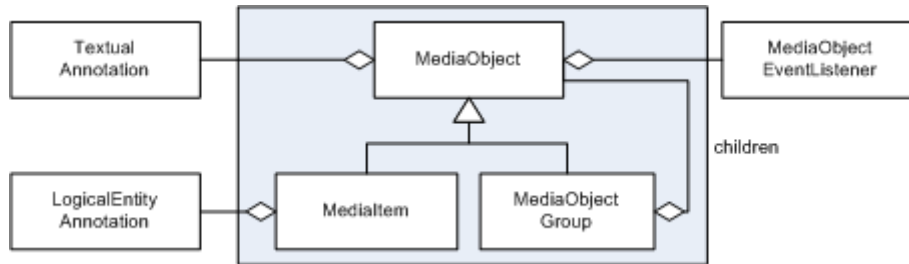 Textual
Annotation
MediaObject
MediaObject
EventListener
children
LogicalEntity
Annotation
MediaItem
MediaObject
Group